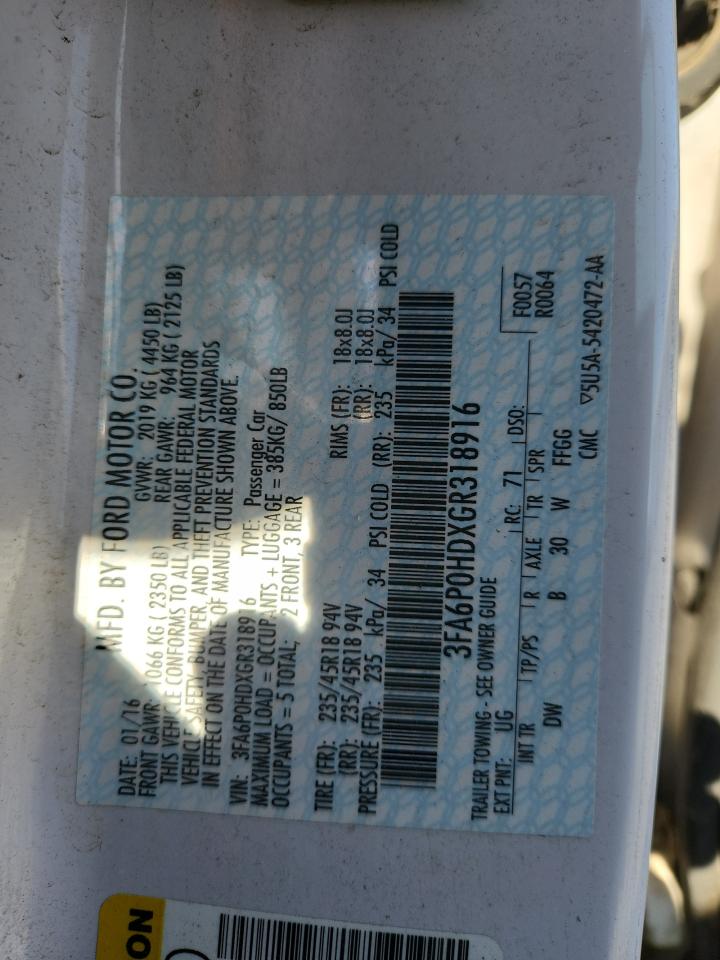 MFD. BY FORD MOTOR CO.
DATE: 01/16 GVWR: 2019 KG ( 4450 LB)
FRONT GAWR: 1066 KG ( 2350 LB) REAR GAWR: 964 KG ( 2125 LB)
THIS VEHICLE CONFORMS TO ALL APPLICABLE FEDERAL MOTOR
VEHICLE SAFETY, BUMPER, AND THEFT PREVENTION STANDARDS
IN EFFECT ON THE DATE OF MANUFACTURE SHOWN ABOVE.
VIN: 3FA6P0HDXGR318916 TYPE: Passenger Car
MAXIMUM LOAD = OCCUPANTS + LUGGAGE = 385KG/ 850LB
OCCUPANTS = 5 TOTAL; 2 FRONT, 3 REAR
TIRE (FR): 235/45R18 94V RIMS (FR): 18x8.0J
(RR): 235/45R18 94V (RR): 18x8.0J
PRESSURE (FR): 235 kPa/ 34 PSI COLD (RR): 235 kPa/ 34 PSI COLD
3FA6P0HDXGR318916
TRAILER TOWING - SEE OWNER GUIDE F0057
EXT PNT: UG RC: 71 DSO: R0064
INT TR TP/PS R AXLE TR SPR
DW B 30 W FFGG
CMC ▽5U5A-5420472-AA
ON